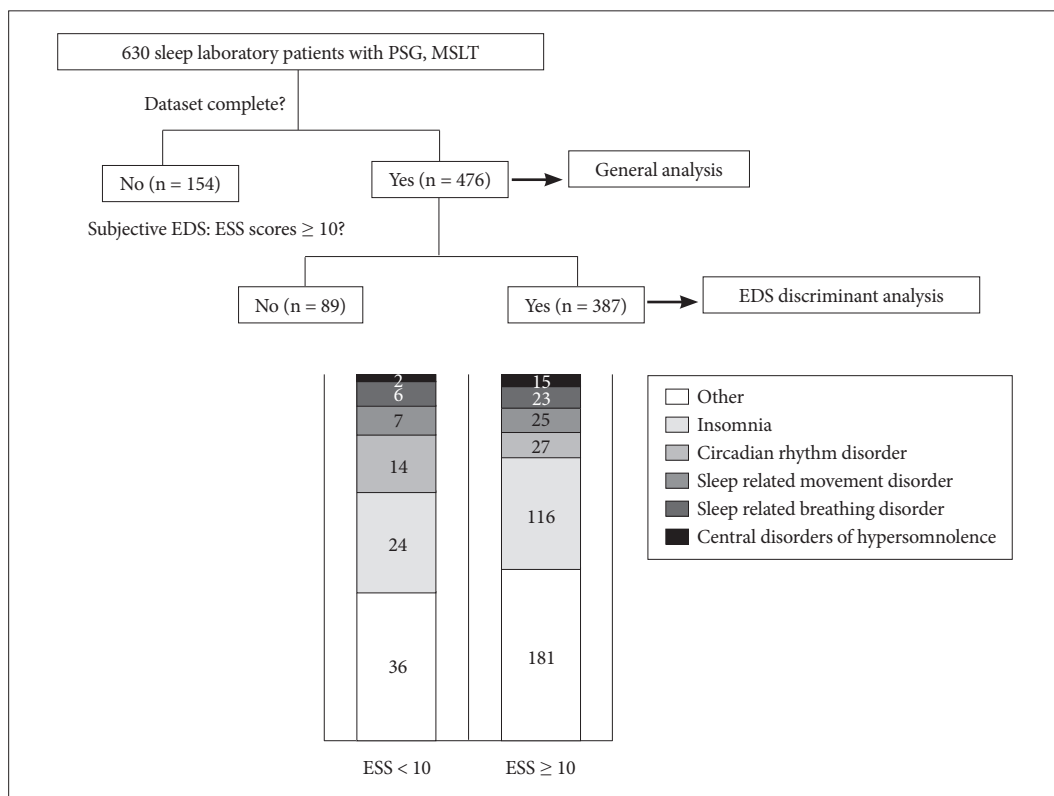 630 sleep laboratory patients with PSG, MSLT
Dataset complete?
No (n = 154)
Yes (n = 476)
General analysis
Subjective EDS: ESS scores ≥ 10?
No (n = 89)
Yes (n = 387)
EDS discriminant analysis
2
6
7
14
24
36
15
23
25
27
116
181
ESS < 10
ESS ≥ 10
Other
Insomnia
Circadian rhythm disorder
Sleep related movement disorder
Sleep related breathing disorder
Central disorders of hypersomnolence